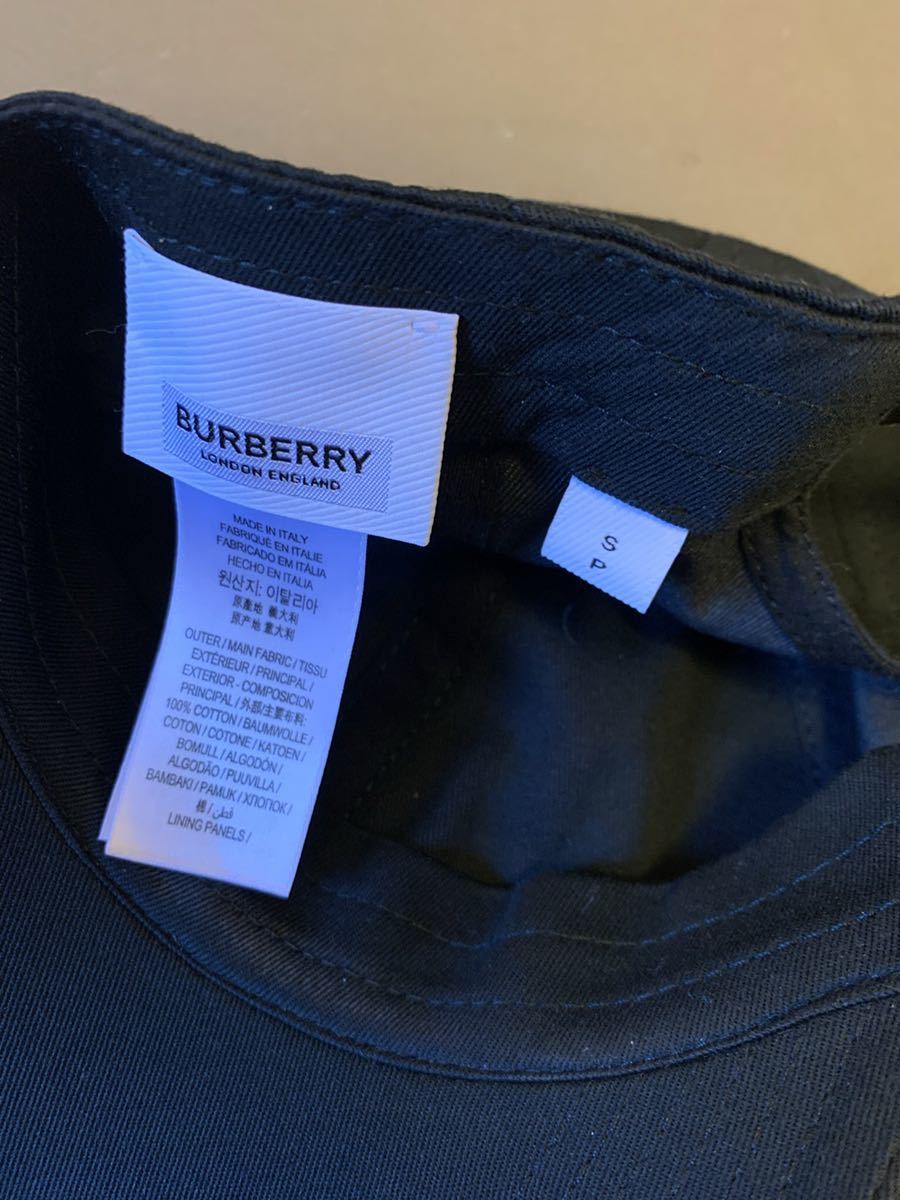 BURBERRY
LONDON ENGLAND
S
P
MADE IN ITALY
FABRIQUÉ EN ITALIE
FABRICADO EM ITÁLIA
HECHO EN ITALIA
원산지: 이탈리아
原產地 義大利
原产地 意大利
OUTER / MAIN FABRIC / TISSU
EXTÉRIEUR / PRINCIPAL /
EXTERIOR - COMPOSICION
PRINCIPAL / 外部/主要布料:
100% COTTON / BAUMWOLLE /
COTON / COTONE / KATOEN /
BOMULL / ALGODÓN /
ALGODÃO / PUUVILLA /
BAMBAKI / PAMUK / ХЛОПОК /
棉 / قطن /
LINING PANELS /